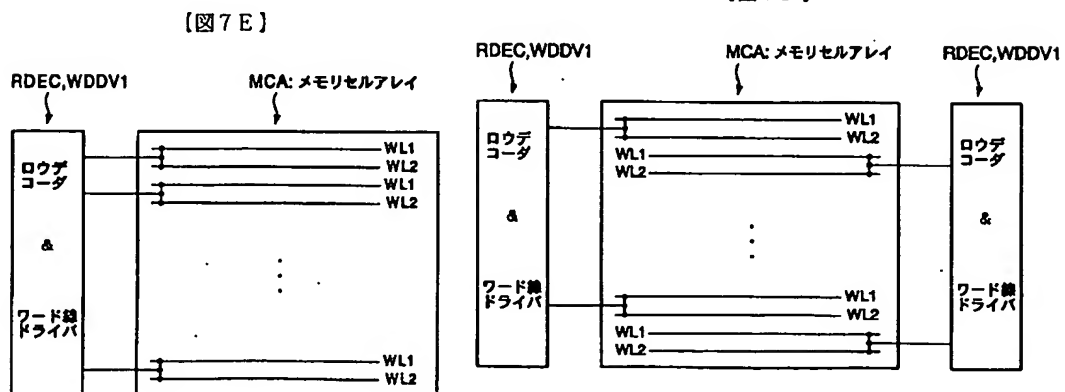 【図7E】
RDEC,WDDV1
MCA: メモリセルアレイ
ロウデ
コーダ
&
ワード線
ドライバ
WL1
WL2
WL1
WL2
WL1
WL2
RDEC,WDDV1
MCA: メモリセルアレイ
RDEC,WDDV1
ロウデ
コーダ
&
ワード線
ドライバ
WL1
WL2
WL1
WL2
WL1
WL2
WL1
WL2
ロウデ
コーダ
&
ワード線
ドライバ